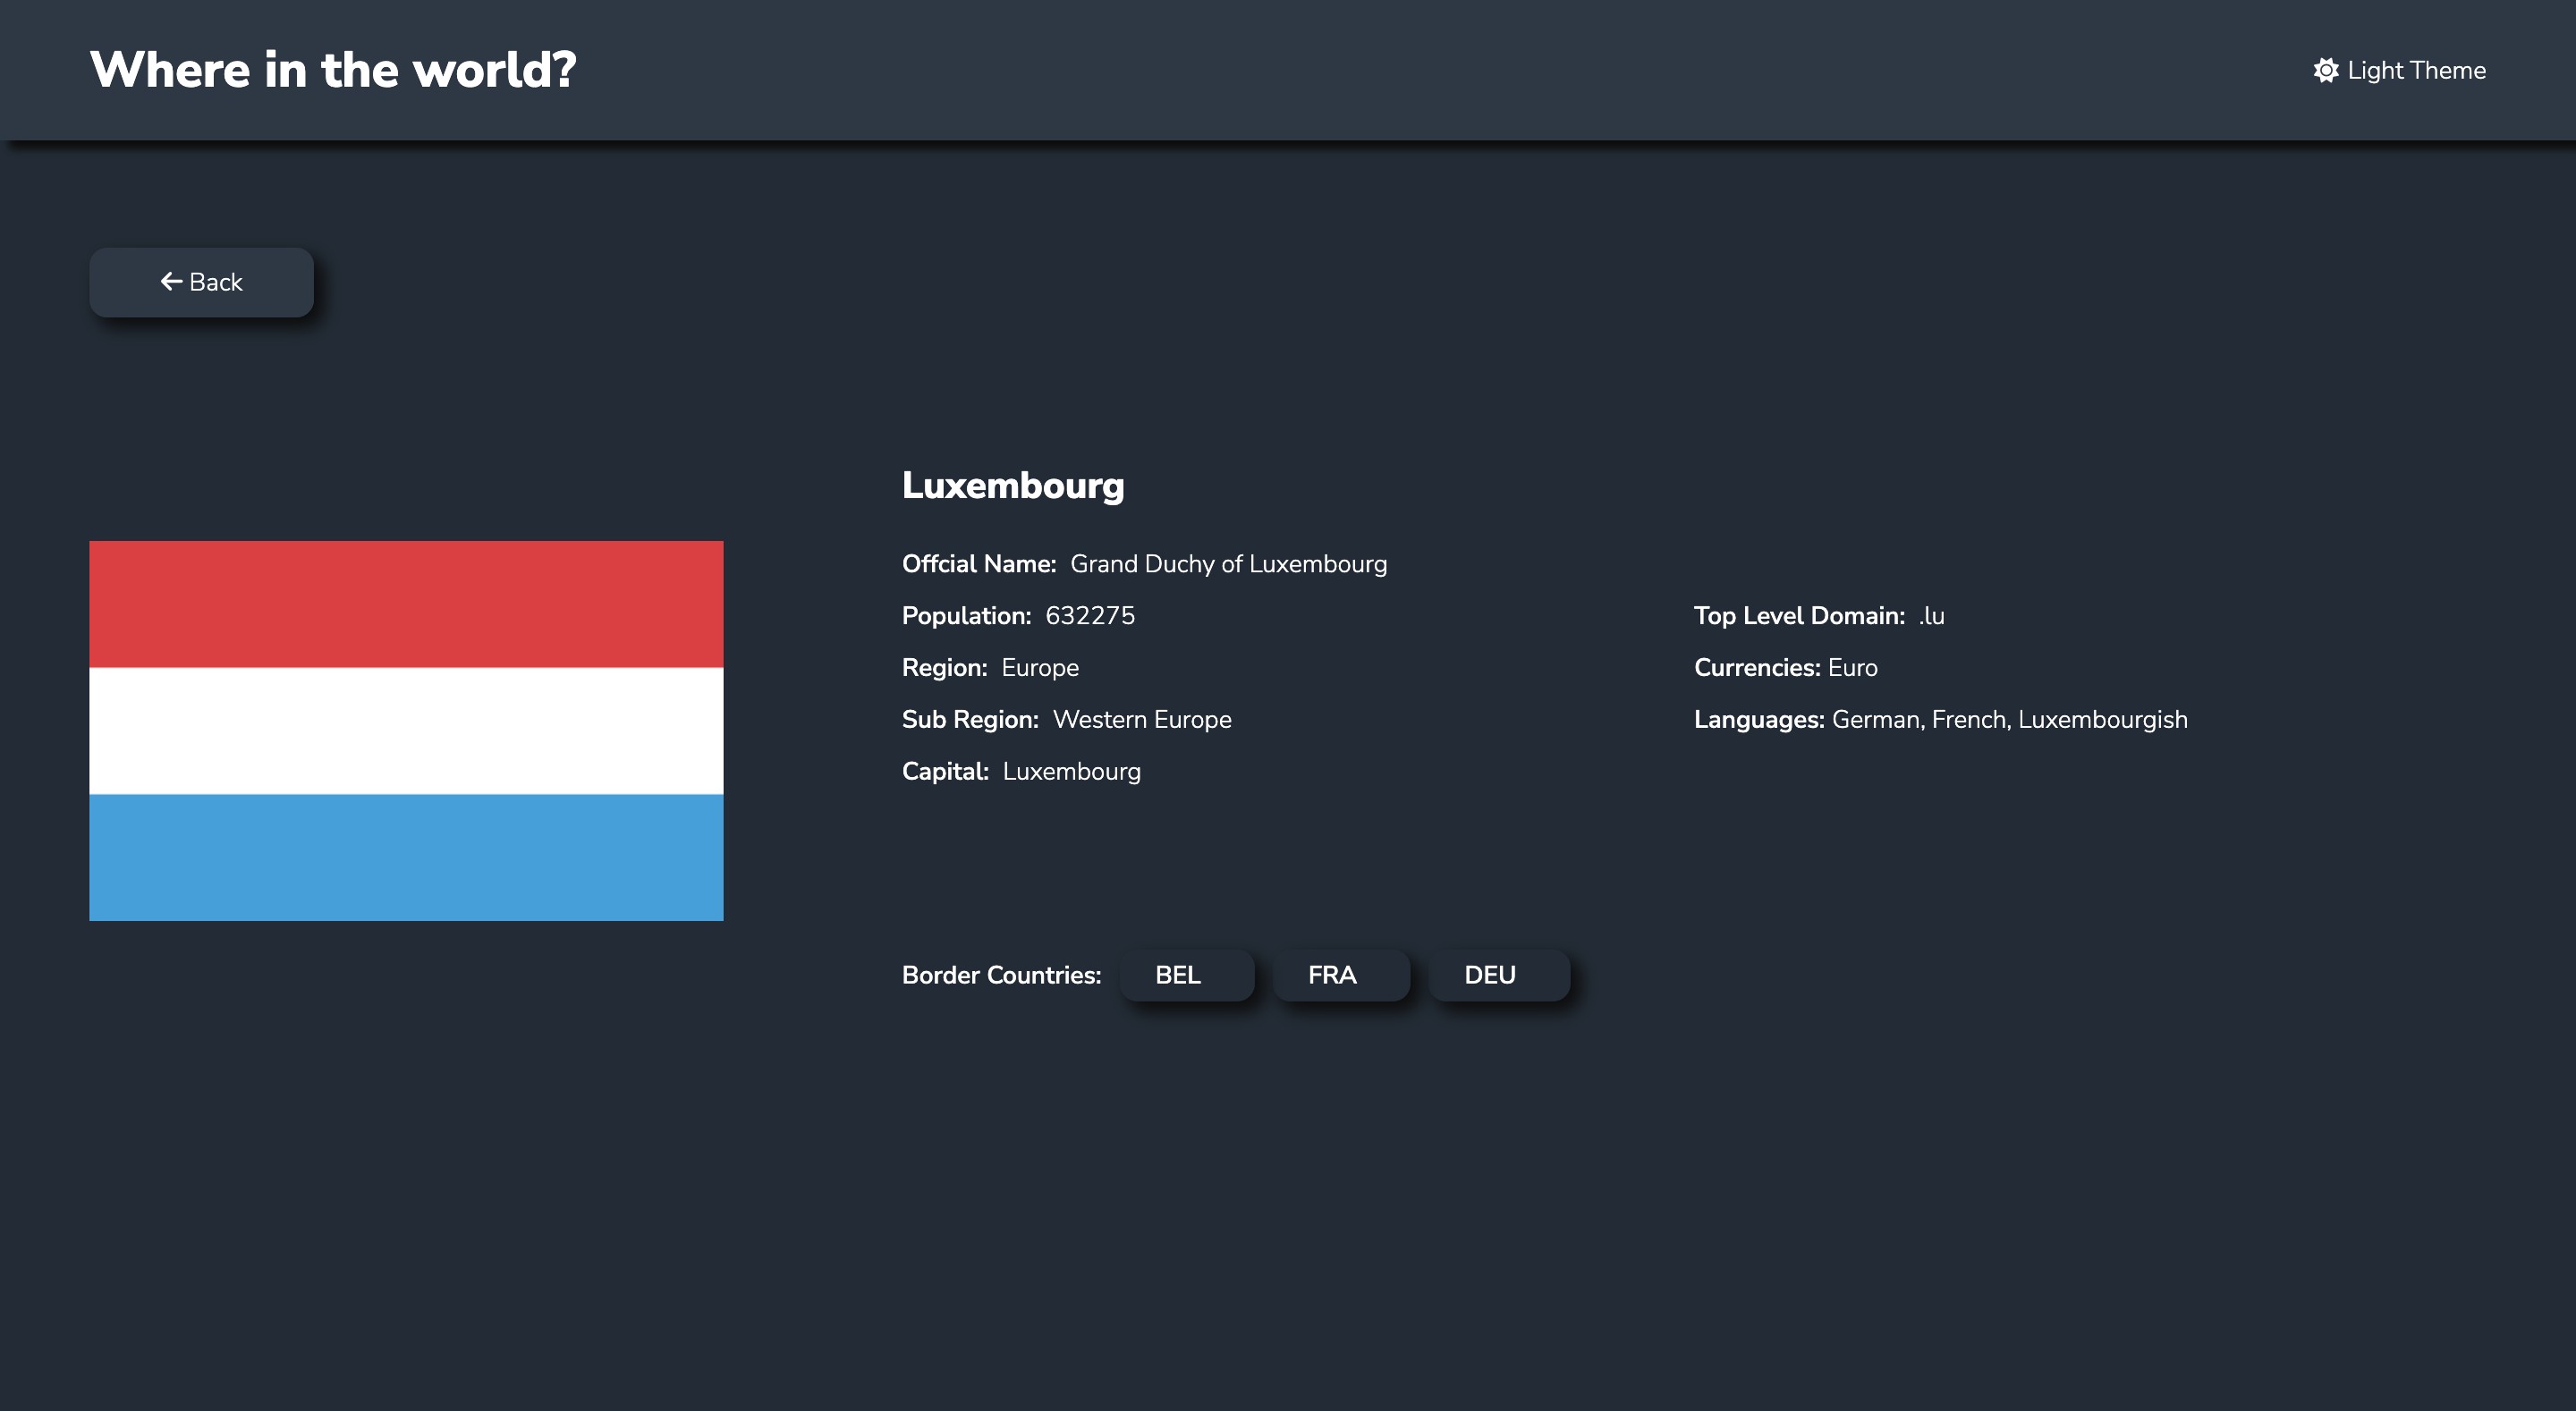 Where in the world?
Light Theme
Back
Luxembourg
Offcial Name: Grand Duchy of Luxembourg
Population: 632275
Region: Europe
Sub Region: Western Europe
Capital: Luxembourg
Top Level Domain: .lu
Currencies: Euro
Languages: German, French, Luxembourgish
Border Countries: BEL FRA DEU